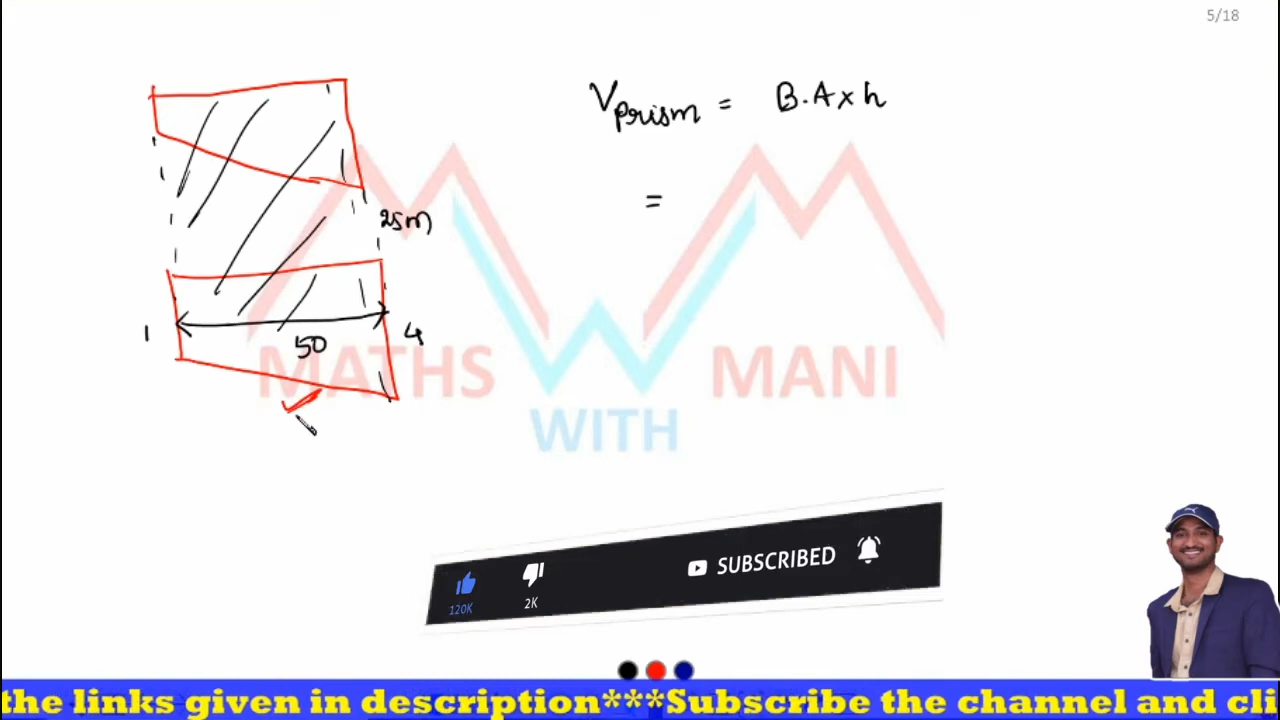 5/18
V prism = B.A x h
=
25m
1
50
4
MATHS
WITH
MANI
SUBSCRIBED
120K
2K
the links given in description***Subscribe the channel and cli